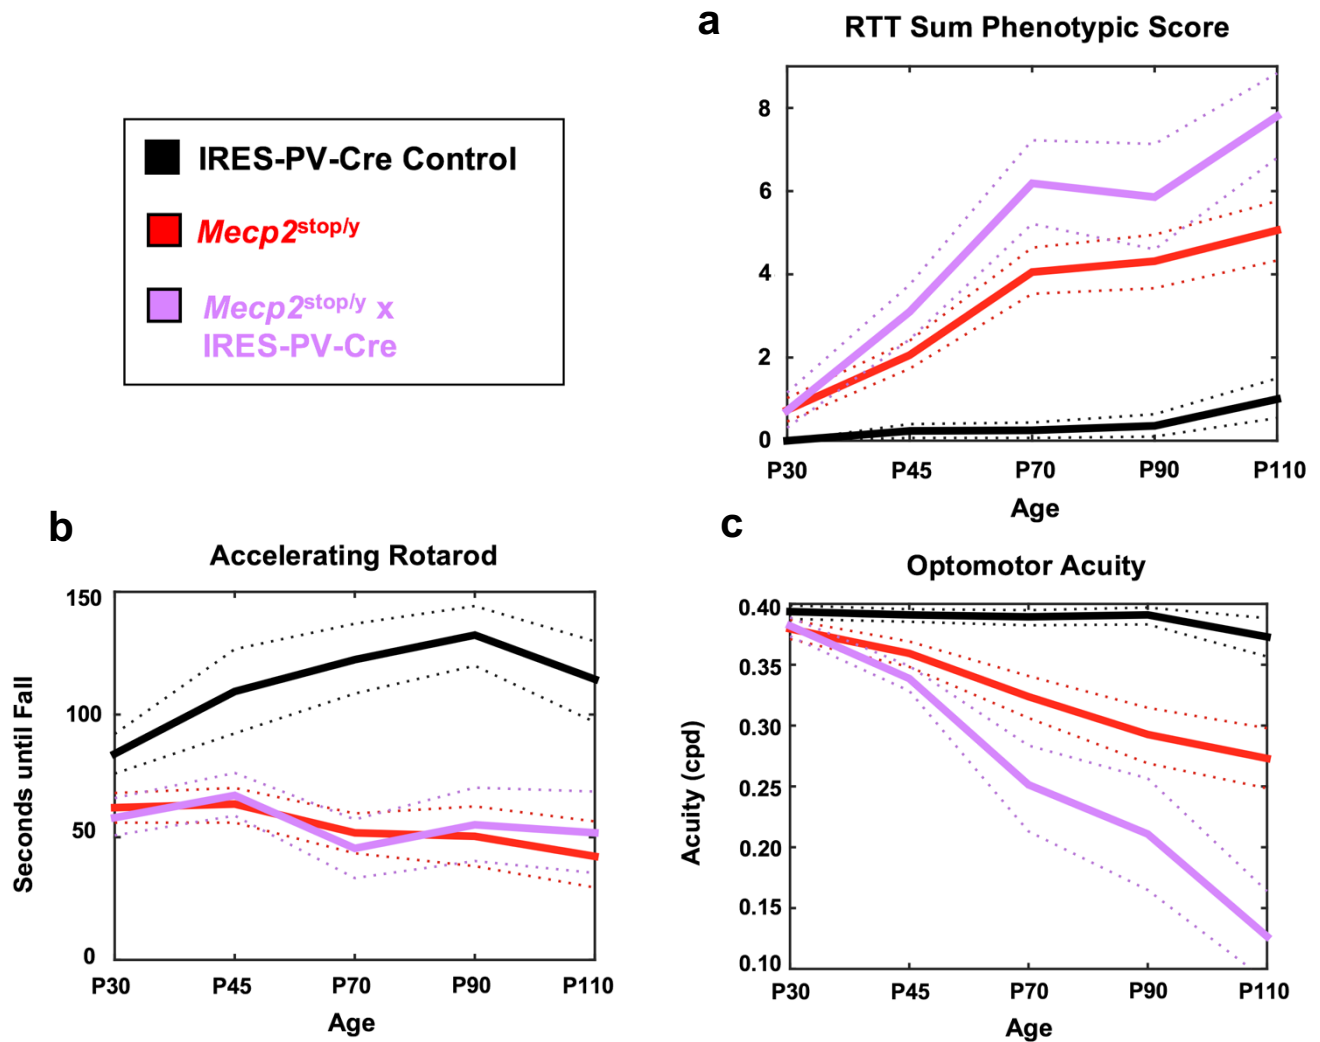 a
RTT Sum Phenotypic Score
IRES-PV-Cre Control
Mecp2stop/y
Mecp2stop/y x
IRES-PV-Cre
8
6
4
2
0
P30 P45 P70 P90 P110
Age
b
Accelerating Rotarod
Seconds until Fall
150
100
50
0
P30 P45 P70 P90 P110
Age
c
Optomotor Acuity
Acuity (cpd)
0.40
0.35
0.30
0.25
0.20
0.15
0.10
P30 P45 P70 P90 P110
Age